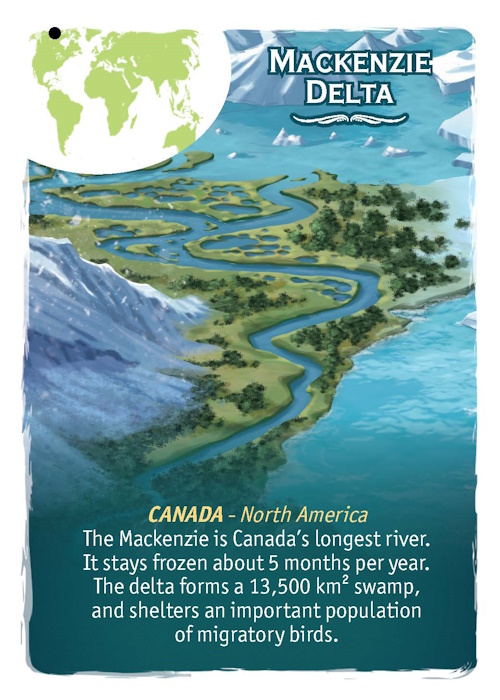 MACKENZIE
DELTA
CANADA - North America
The Mackenzie is Canada's longest river.
It stays frozen about 5 months per year.
The delta forms a 13,500 km² swamp,
and shelters an important population
of migratory birds.